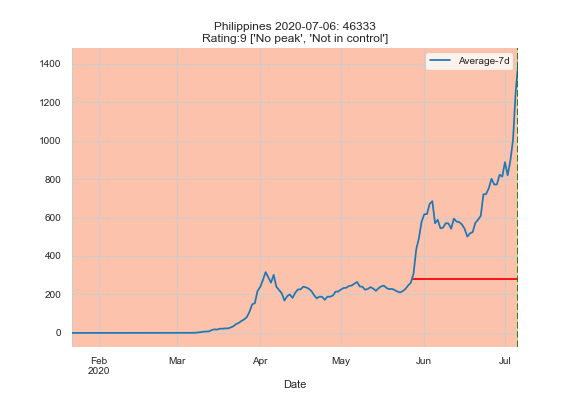 Philippines 2020-07-06: 46333
Rating:9 ['No peak', 'Not in control']
Average-7d
1400
1200
1000
800
600
400
200
0
Feb
2020
Mar
Apr
May
Jun
Jul
Date